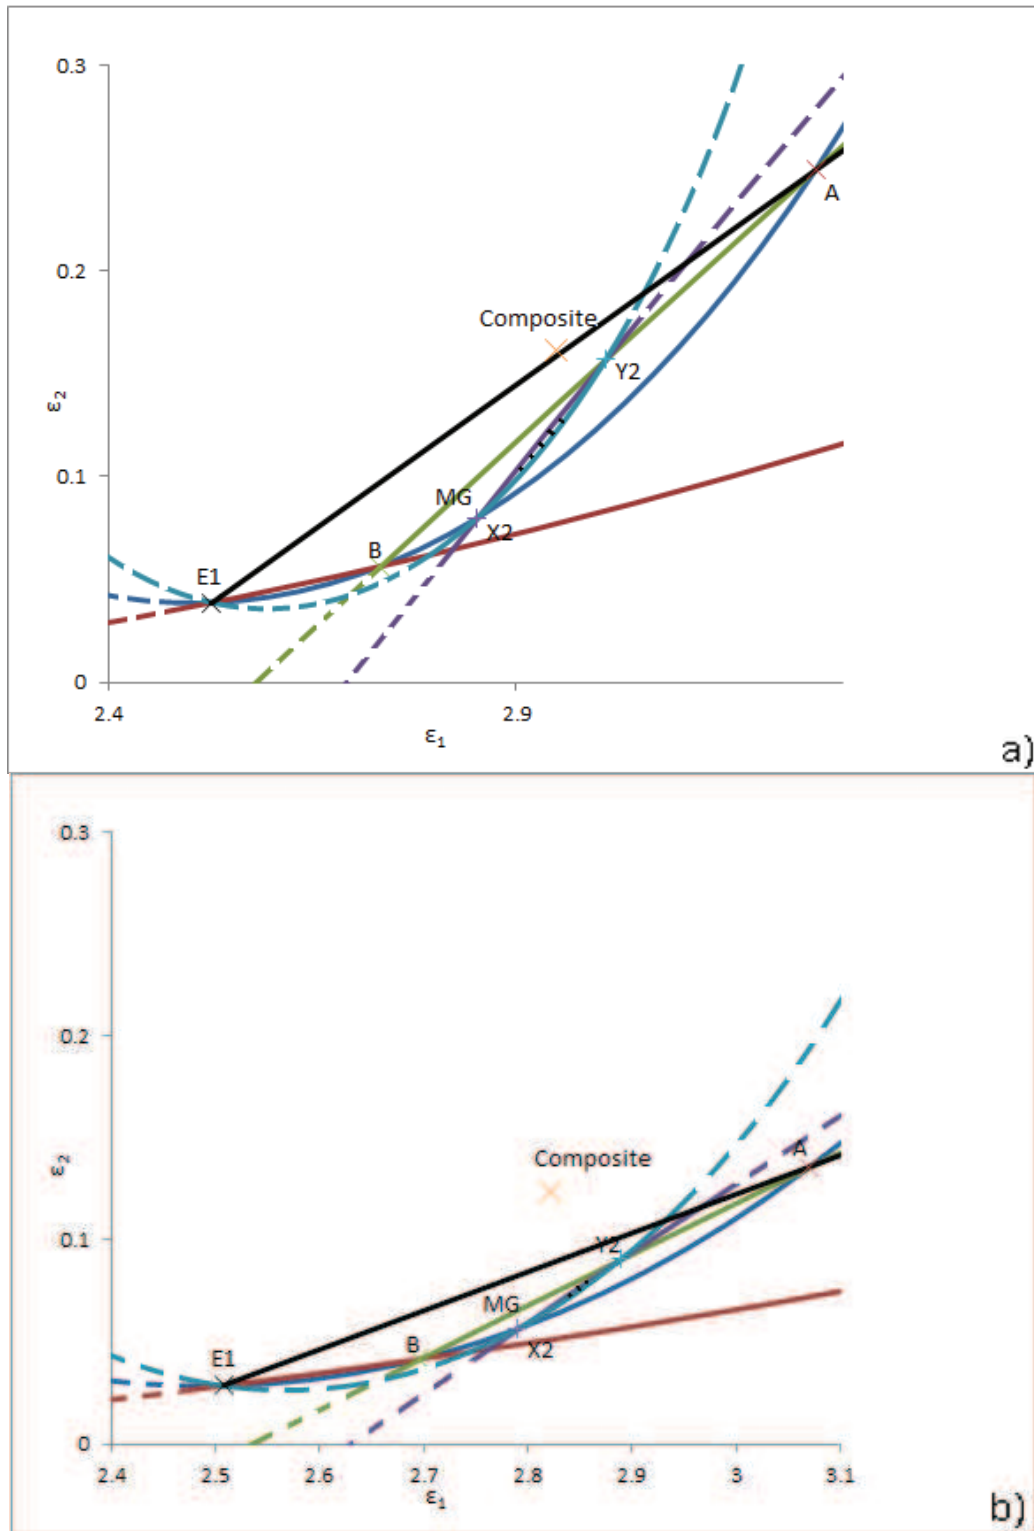 0.3
0.2
Composite
A
ε2
Y2
0.1
MG
X2
B
E1
0
2.4
2.9
ε1
a)
0.3
0.2
Composite
A
ε2
0.1
Y2
MG
B
X2
E1
0
2.4 2.5 2.6 2.7 2.8 2.9 3 3.1
ε1
b)